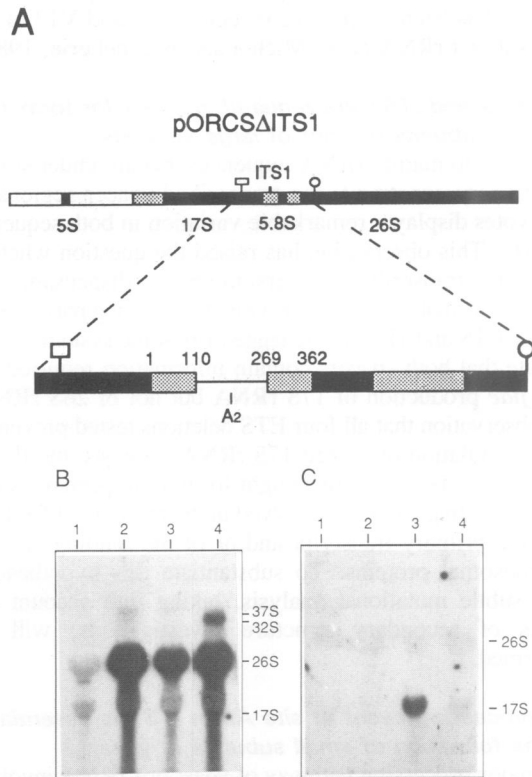 A
pORCSΔITS1
ITS1
5S 17S 5.8S 26S
1 110 269 362
A2
B C
1 2 3 4 1 2 3 4
37S
32S
26S 26S
17S 17S